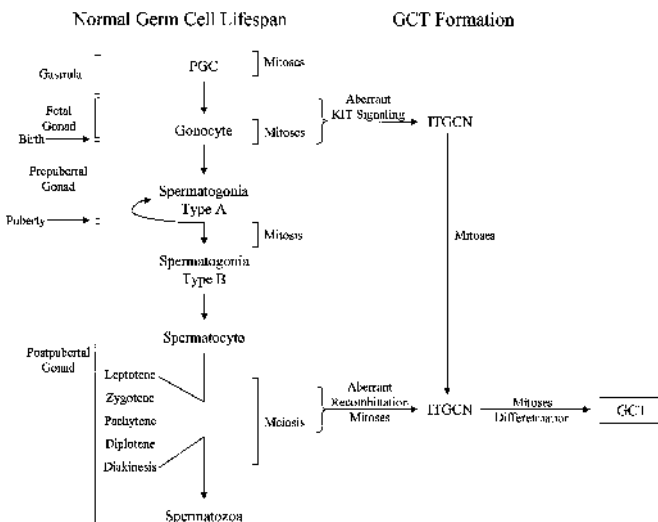 Normal Germ Cell Lifespan
GCT Formation
Gastrula
PGC
Mitoses
Fetal
Gonad
Birth
Gonocyte
Mitoses
Aberrant
KIT Signaling
ITGCN
Prepubertal
Gonad
Spermatogonia
Type A
Puberty
Mitosis
Mitoses
Spermatogonia
Type B
Spermatocyte
Postpubertal
Gonad
Leptotene
Zygotene
Pachytene
Diplotene
Diakinesis
Meiosis
Aberrant
Recombination
Mitoses
ITGCN
Mitoses
Differentiation
GCT
Spermatozoa